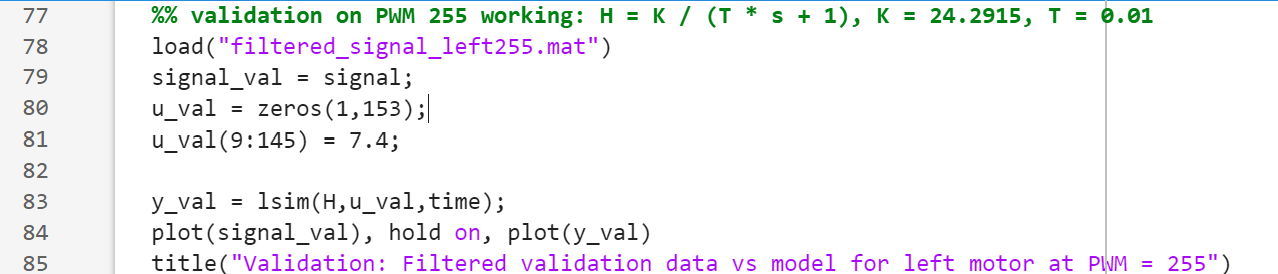 77 %% validation on PWM 255 working: H = K / (T * s + 1), K = 24.2915, T = 0.01
78 load("filtered_signal_left255.mat")
79 signal_val = signal;
80 u_val = zeros(1,153);
81 u_val(9:145) = 7.4;
82
83 y_val = lsim(H,u_val,time);
84 plot(signal_val), hold on, plot(y_val)
85 title("Validation: Filtered validation data vs model for left motor at PWM = 255")